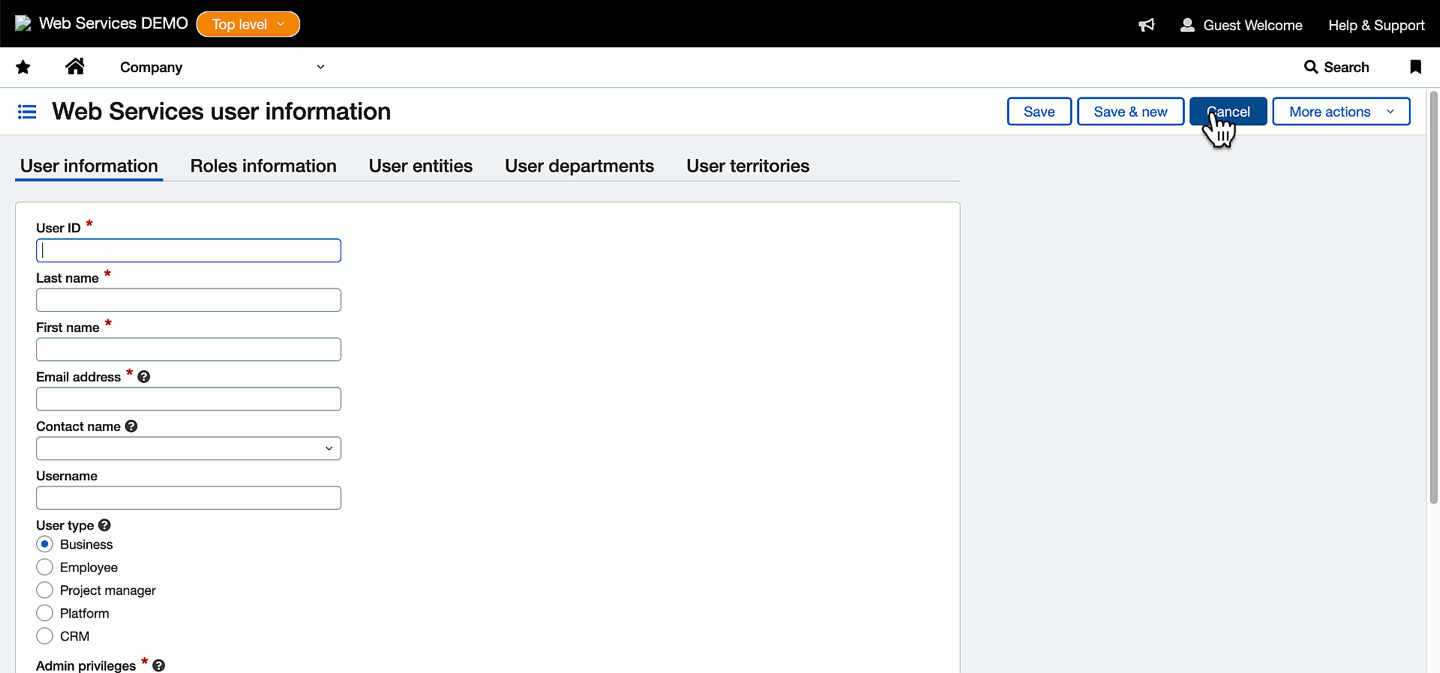 Web Services DEMO Top level Guest Welcome Help & Support
Company Search
Web Services user information Save Save & new Cancel More actions
User information Roles information User entities User departments User territories
User ID *
Last name *
First name *
Email address *
Contact name
Username
User type
Business
Employee
Project manager
Platform
CRM
Admin privileges *